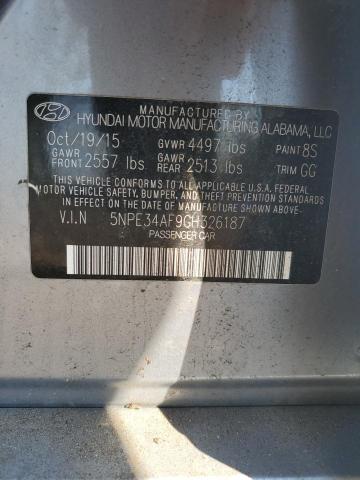 MANUFACTURED BY
HYUNDAI MOTOR MANUFACTURING ALABAMA, LLC
Oct/19/15 GVWR 4497 lbs PAINT 8S
GAWR FRONT 2557 lbs GAWR REAR 2513 lbs TRIM GG
THIS VEHICLE CONFORMS TO ALL APPLICABLE U.S.A. FEDERAL
MOTOR VEHICLE SAFETY, BUMPER, AND THEFT PREVENTION
STANDARDS IN EFFECT ON THE DATE OF MANUFACTURE SHOWN ABOVE.
V.I.N 5NPE34AF9GH326187
PASSENGER CAR